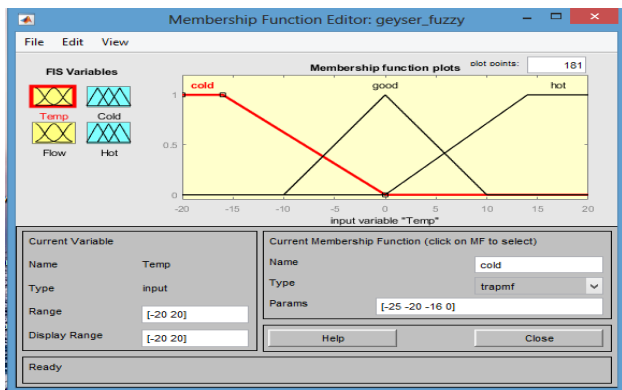 Membership Function Editor: geyser_fuzzy
File Edit View
FIS Variables
Membership function plots plot points: 181
Temp Cold
Flow Hot
cold good hot
1
0.5
0
-20 -15 -10 -5 0 5 10 15 20
input variable "Temp"
Current Variable
Name Temp
Type input
Range [-20 20]
Display Range [-20 20]
Current Membership Function (click on MF to select)
Name cold
Type trapmf
Params [-25 -20 -16 0]
Help Close
Ready